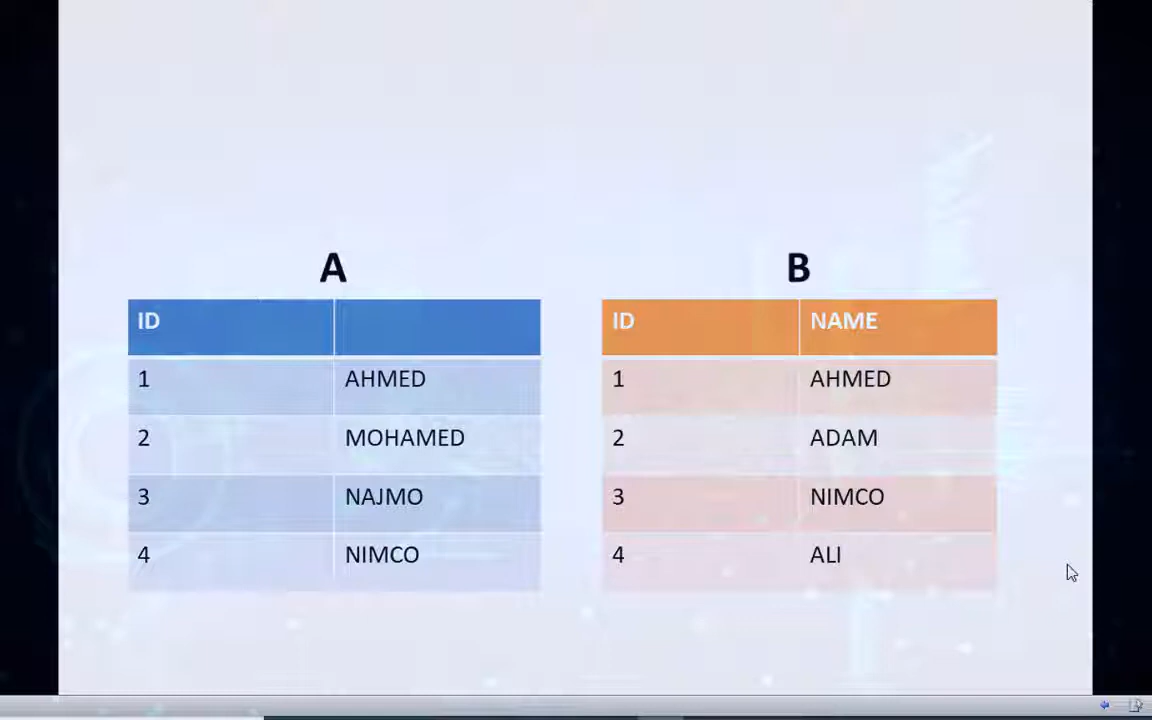 A
B
ID
ID NAME
1 AHMED
1 AHMED
2 MOHAMED
2 ADAM
3 NAJMO
3 NIMCO
4 NIMCO
4 ALI